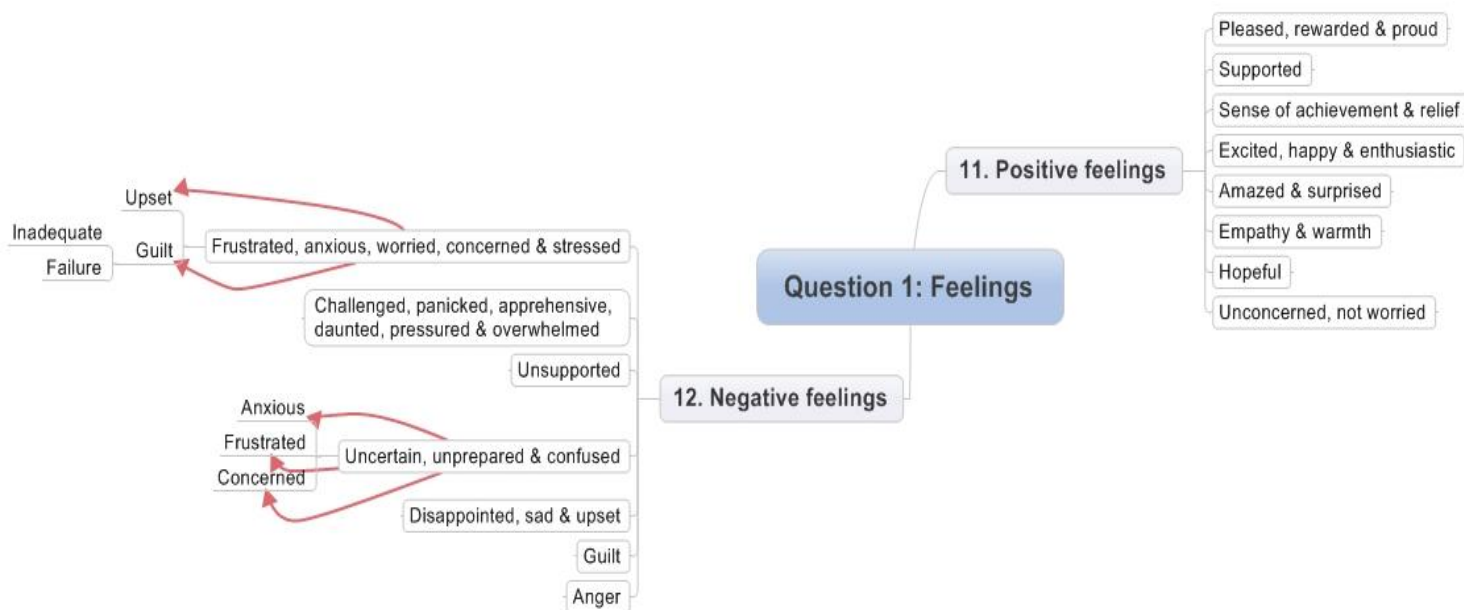 Question 1: Feelings
11. Positive feelings
Pleased, rewarded & proud
Supported
Sense of achievement & relief
Excited, happy & enthusiastic
Amazed & surprised
Empathy & warmth
Hopeful
Unconcerned, not worried
12. Negative feelings
Frustrated, anxious, worried, concerned & stressed
Upset
Guilt
Inadequate
Failure
Challenged, panicked, apprehensive,
daunted, pressured & overwhelmed
Unsupported
Uncertain, unprepared & confused
Anxious
Frustrated
Concerned
Disappointed, sad & upset
Guilt
Anger